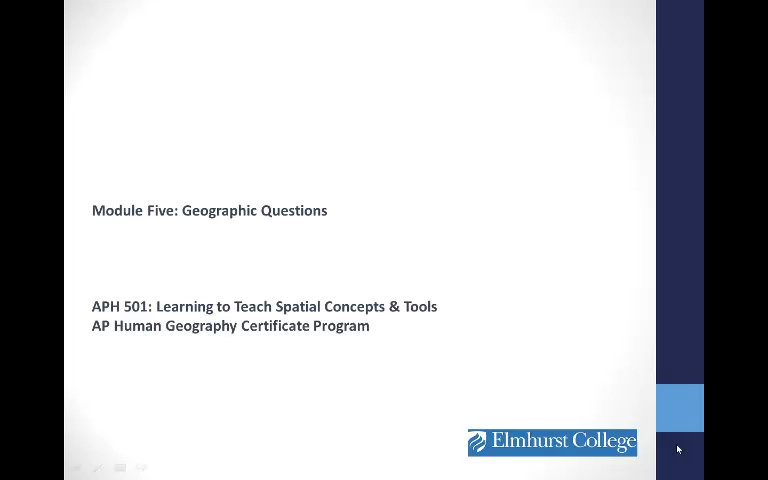 Module Five: Geographic Questions
APH 501: Learning to Teach Spatial Concepts & Tools
AP Human Geography Certificate Program
Elmhurst College